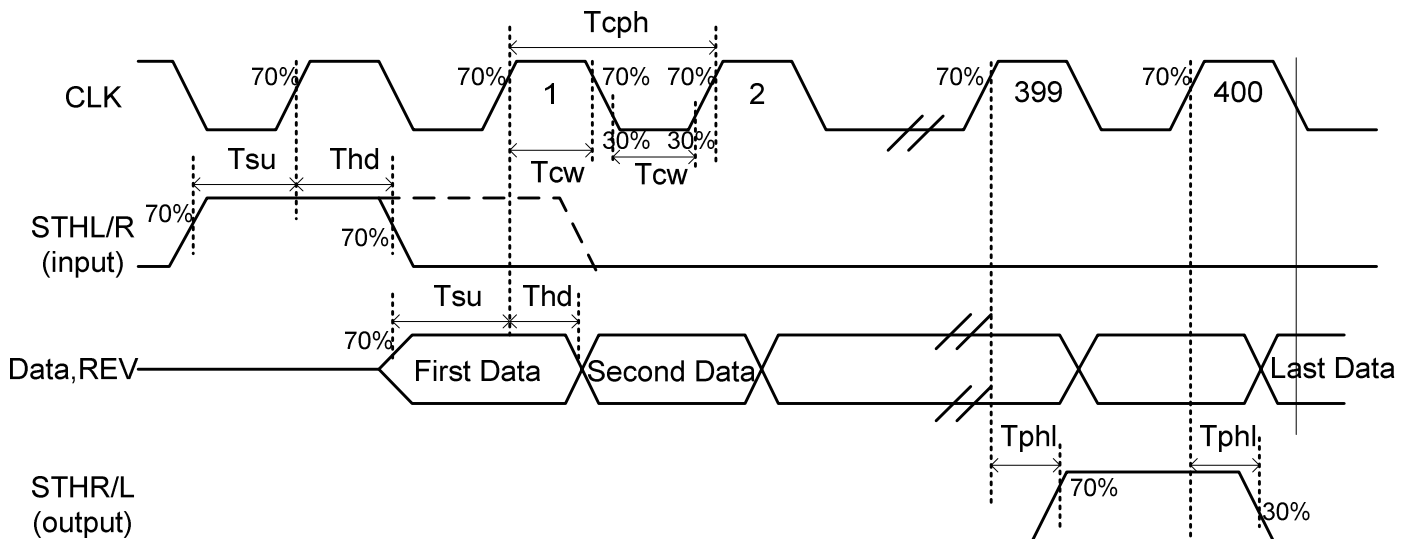 Tcph
CLK
70%
70%
1
70%
70%
2
70%
399
70%
400
30%
30%
Tsu
Thd
Tcw
Tcw
STHL/R
(input)
70%
70%
Tsu
Thd
70%
Data,REV
First Data
Second Data
Last Data
Tphl
Tphl
STHR/L
(output)
70%
30%